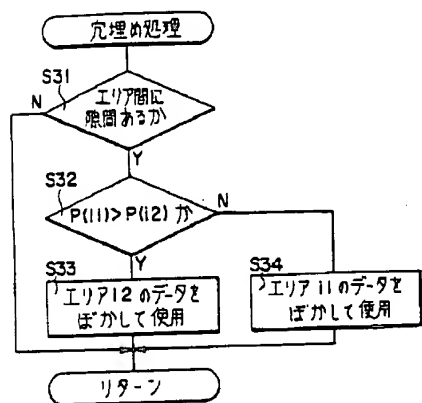 穴埋め処理
S31
N
エリア間に
隙間あるか
Y
S32
N
P(i1)>P(i2)か
Y
S33
エリアi2のデータを
ぼかして使用
S34
エリアi1のデータを
ぼかして使用
リターン